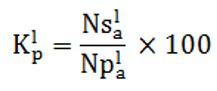 K_p^l = Ns_a^l / Np_a^l × 100